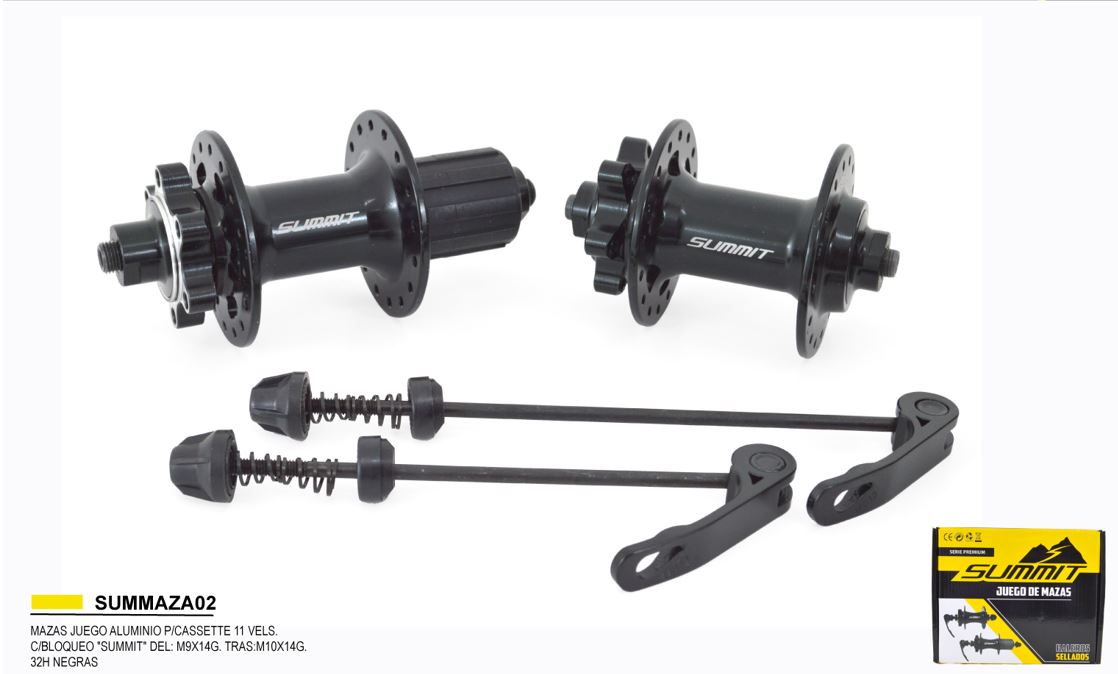 SUMMIT
SUMMIT
SUMMAZA02
MAZAS JUEGO ALUMINIO P/CASSETTE 11 VELS.
C/BLOQUEO "SUMMIT" DEL: M9X14G. TRAS:M10X14G.
32H NEGRAS
CE
SERIE PREMIUM
SUMMIT
JUEGO DE MAZAS
BALEROS
SELLADOS